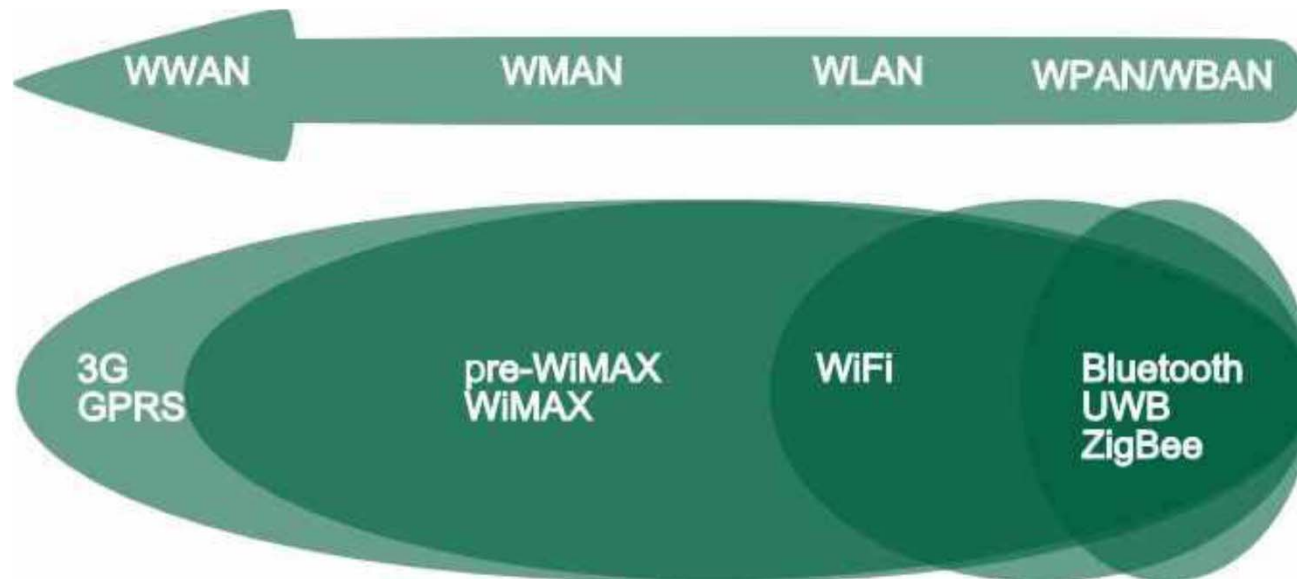 WWAN WMAN WLAN WPAN/WBAN
3G
GPRS
pre-WiMAX
WiMAX
WiFi
Bluetooth
UWB
ZigBee